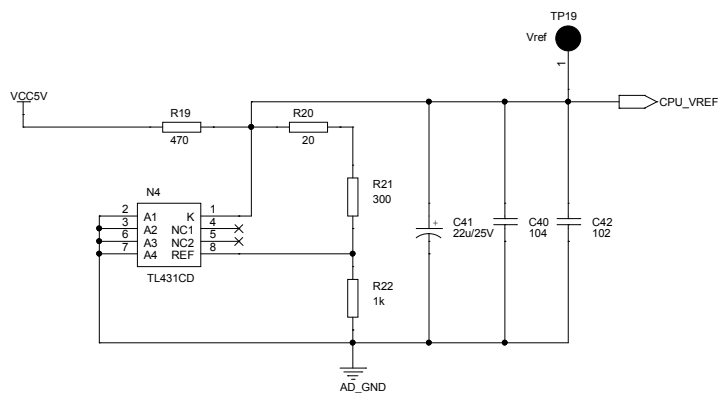 TP19
Vref
1
VCC5V
R19
470
R20
20
CPU_VREF
N4
2 A1 K 1
3 A2 NC1 4
6 A3 NC2 5
7 A4 REF 8
TL431CD
R21
300
R22
1k
+
C41
22u/25V
C40
104
C42
102
AD_GND